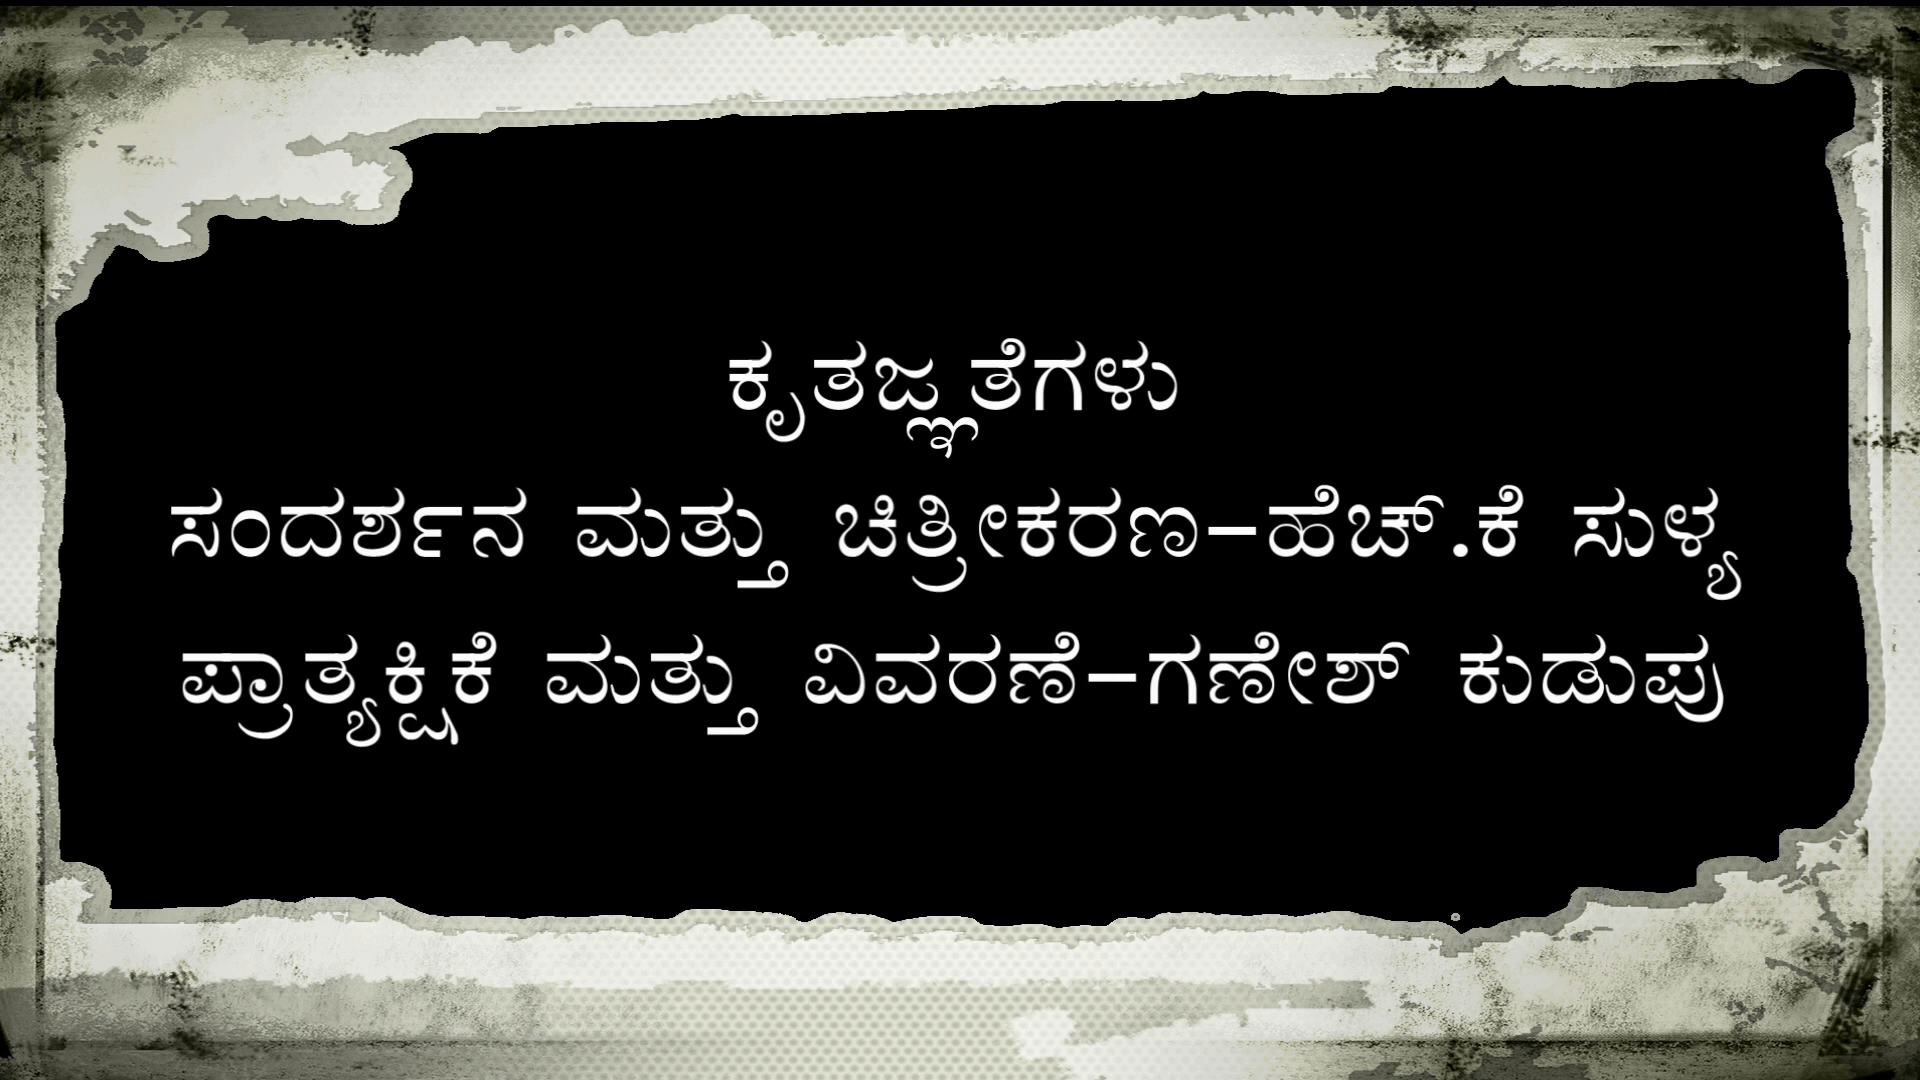 ಕೃತಜ್ಞತೆಗಳು
ಸಂದರ್ಶನ ಮತ್ತು ಚಿತ್ರೀಕರಣ-ಹೆಚ್.ಕೆ ಸುಳ್ಯ
ಪ್ರಾತ್ಯಕ್ಷಿಕೆ ಮತ್ತು ವಿವರಣೆ-ಗಣೇಶ್ ಕುಡುಪು